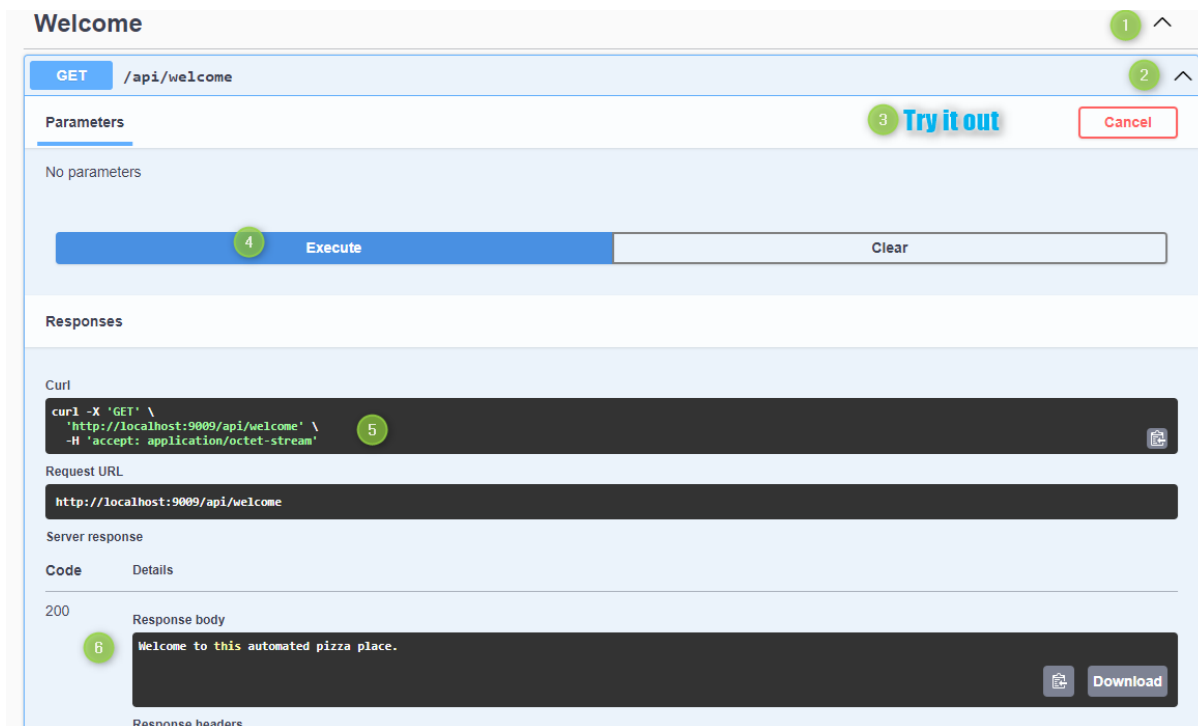 Welcome 1
GET /api/welcome 2
Parameters 3 Try it out Cancel
No parameters
4 Execute Clear
Responses
Curl
curl -X 'GET' \
'http://localhost:9009/api/welcome' \
-H 'accept: application/octet-stream'
5
Request URL
http://localhost:9009/api/welcome
Server response
Code Details
200
Response body
6 Welcome to this automated pizza place.
Download
Response headers